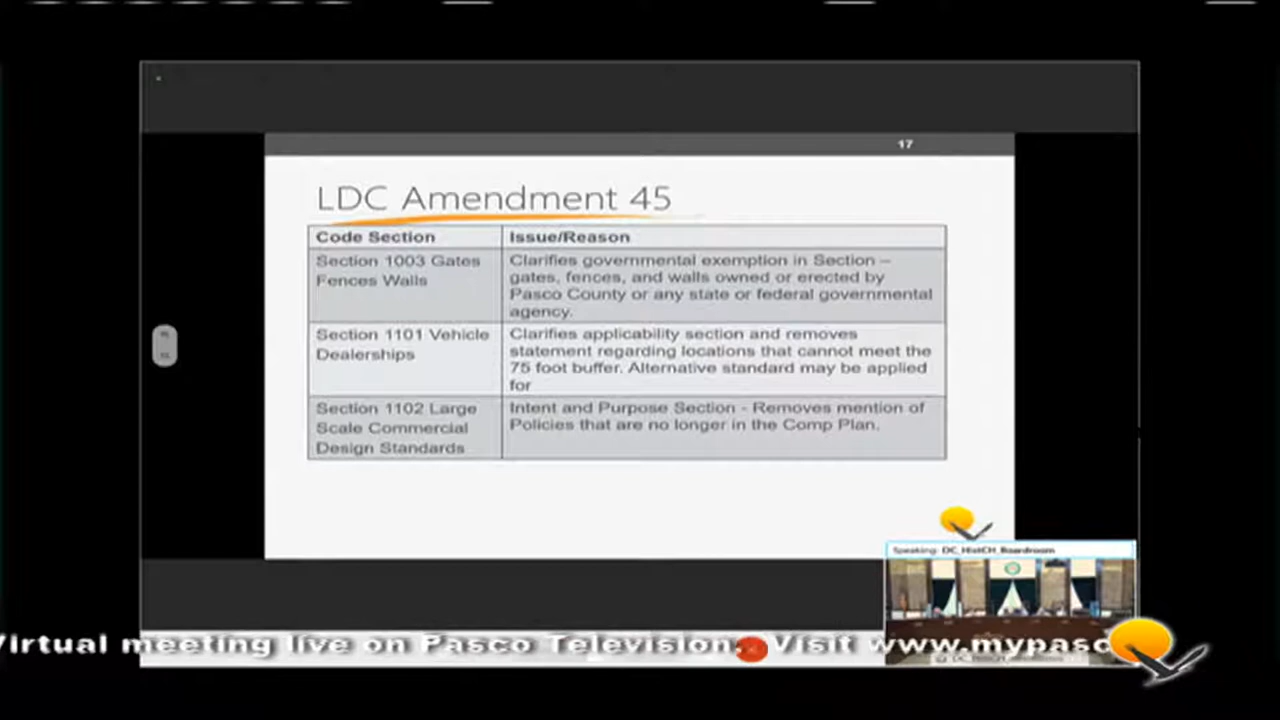 17
LDC Amendment 45
Code Section
Issue/Reason
Section 1003 Gates
Fences Walls
Clarifies governmental exemption in Section –
gates, fences, and walls owned or erected by
Pasco County or any state or federal governmental
agency.
Section 1101 Vehicle
Dealerships
Clarifies applicability section and removes
statement regarding locations that cannot meet the
75 foot buffer. Alternative standard may be applied
for
Section 1102 Large
Scale Commercial
Design Standards
Intent and Purpose Section - Removes mention of
Policies that are no longer in the Comp Plan.
Speaking: DC_HistCH_Boardroom
Virtual meeting live on Pasco Television. Visit www.mypasc